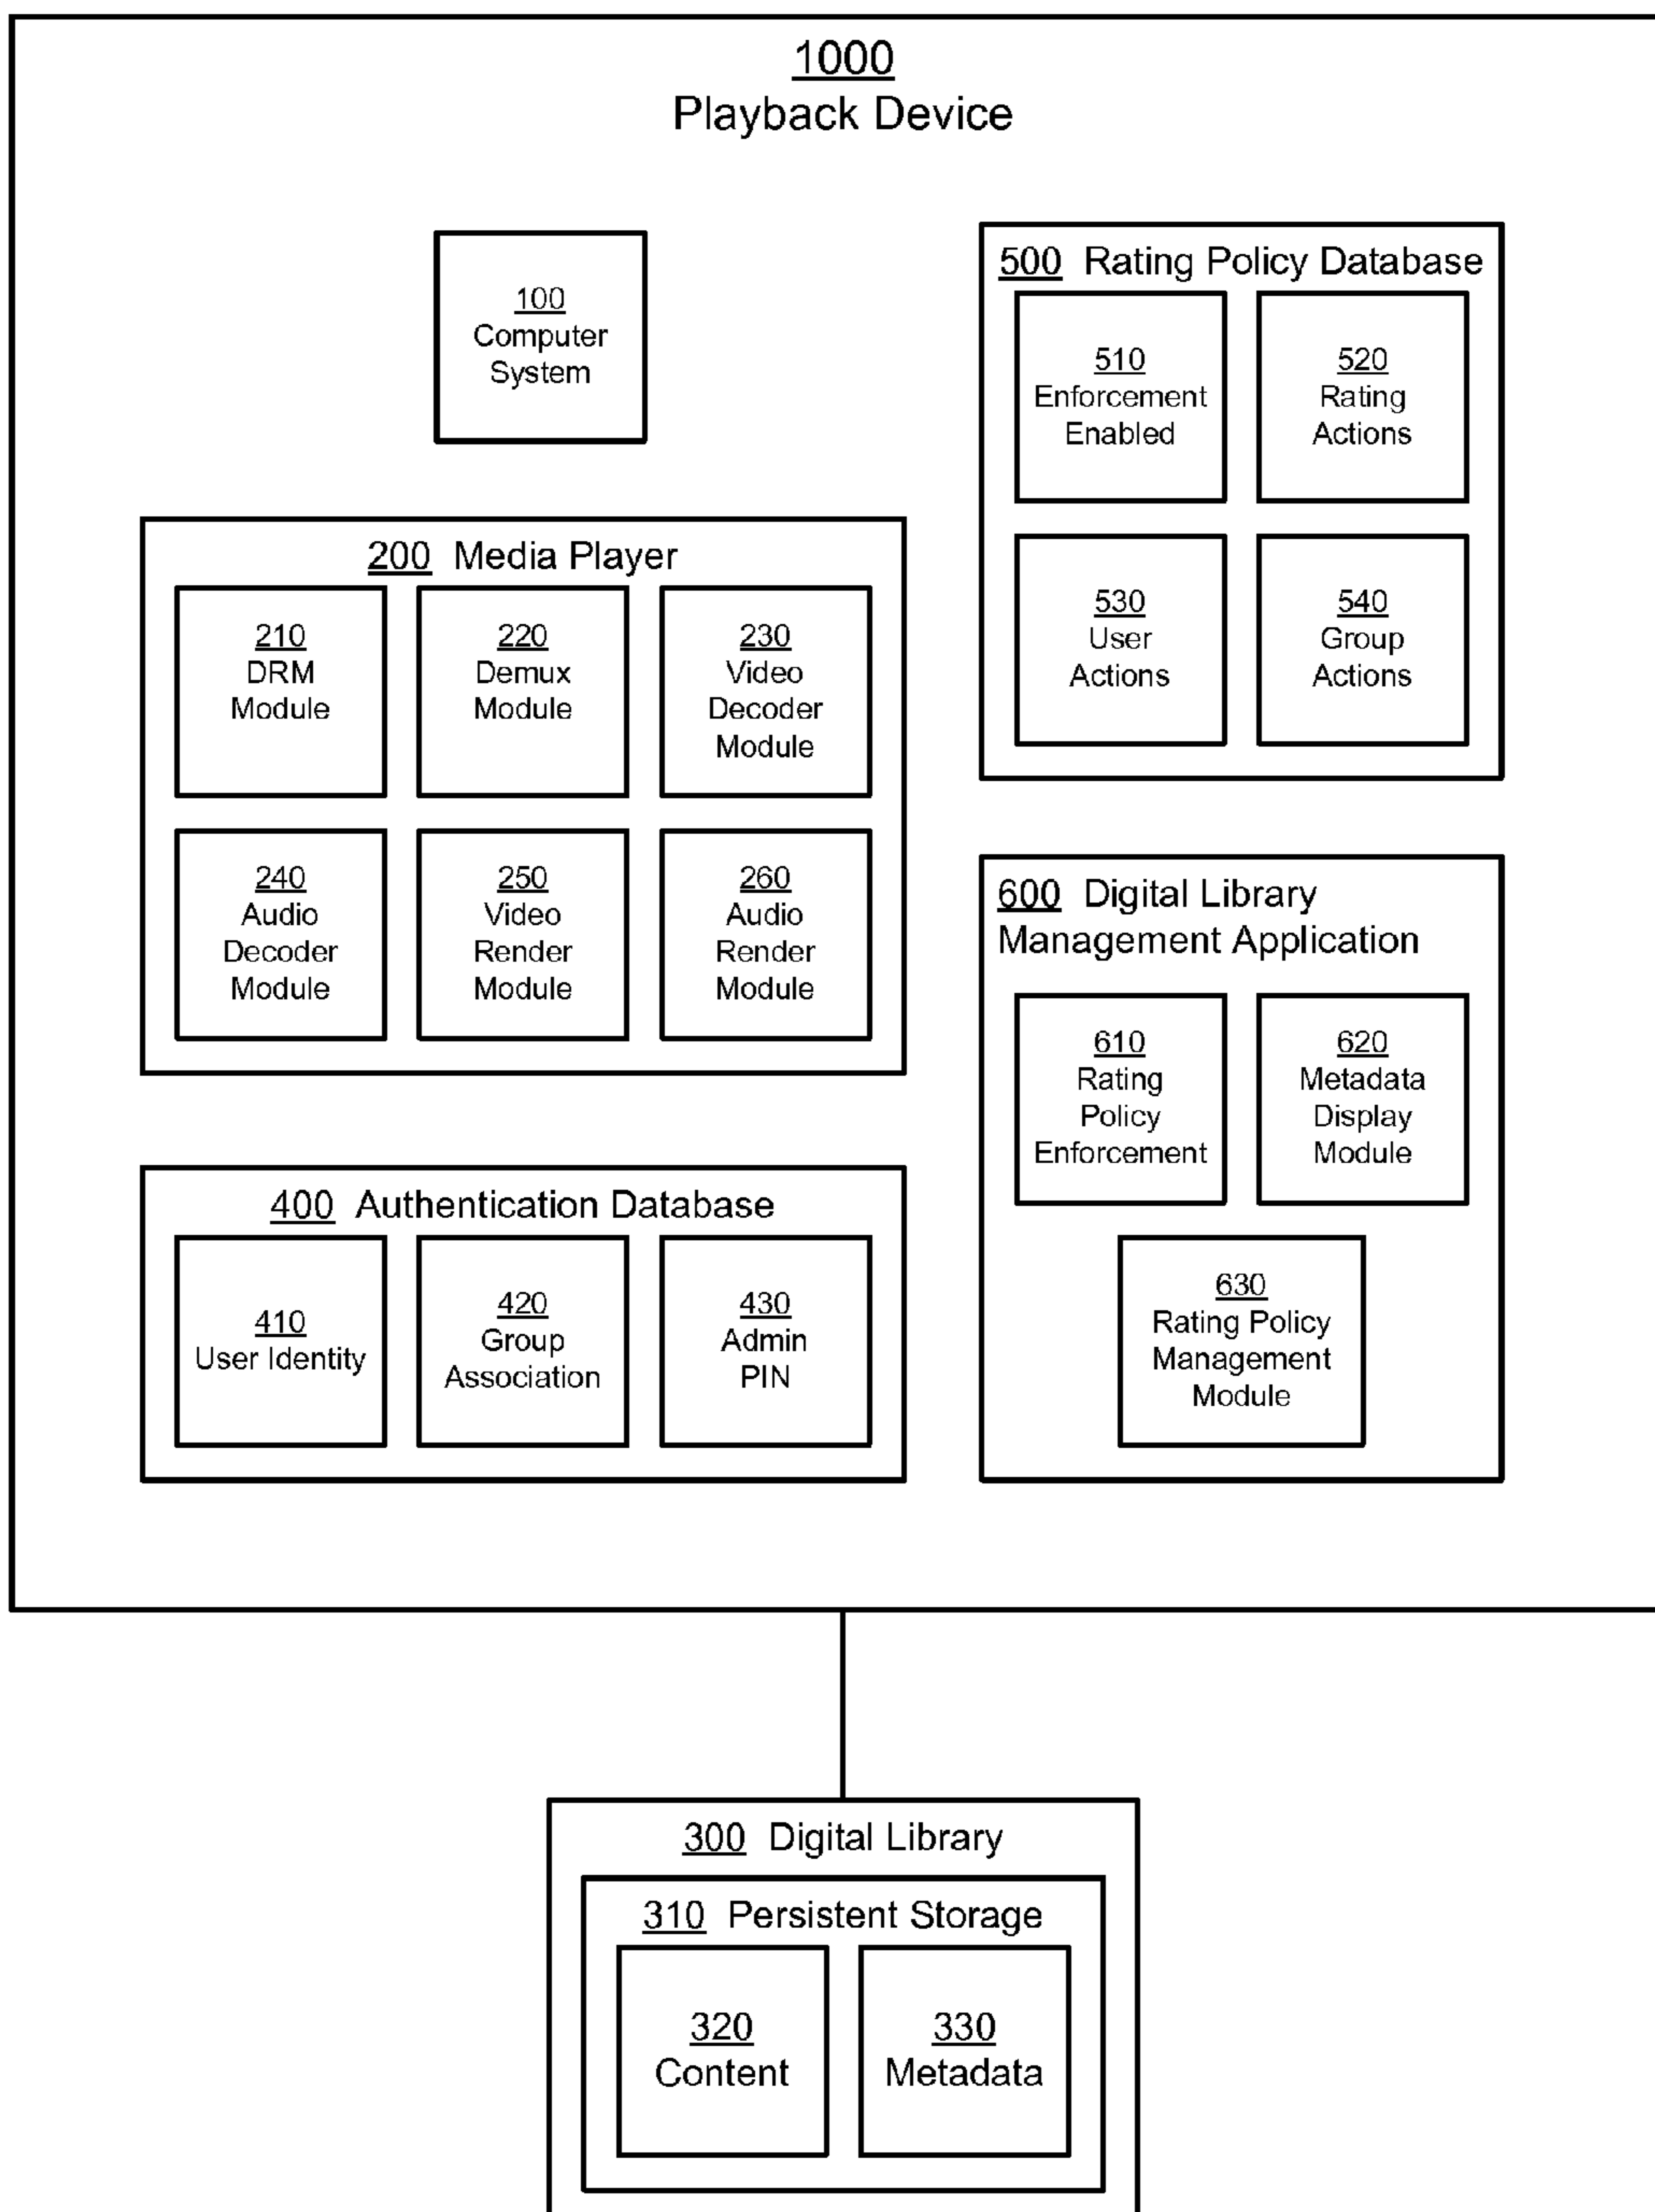 1000
Playback Device
100
Computer
System
200 Media Player
210
DRM
Module
220
Demux
Module
230
Video
Decoder
Module
240
Audio
Decoder
Module
250
Video
Render
Module
260
Audio
Render
Module
400 Authentication Database
410
User Identity
420
Group
Association
430
Admin
PIN
500 Rating Policy Database
510
Enforcement
Enabled
520
Rating
Actions
530
User
Actions
540
Group
Actions
600 Digital Library
Management Application
610
Rating
Policy
Enforcement
620
Metadata
Display
Module
630
Rating Policy
Management
Module
300 Digital Library
310 Persistent Storage
320
Content
330
Metadata